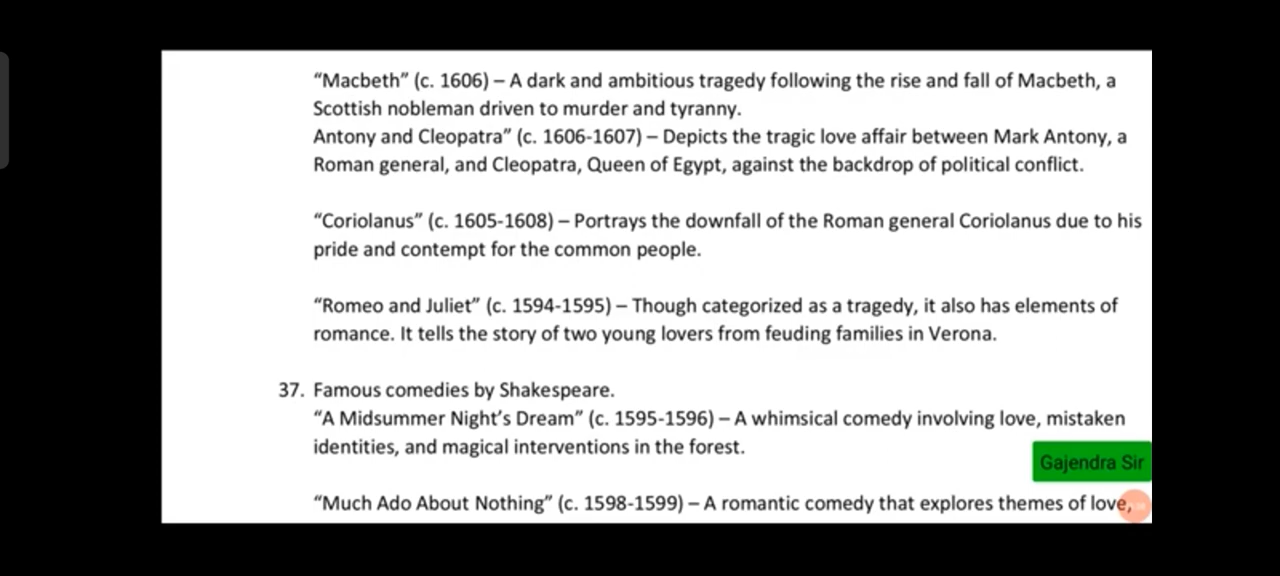 “Macbeth” (c. 1606) – A dark and ambitious tragedy following the rise and fall of Macbeth, a
Scottish nobleman driven to murder and tyranny.
Antony and Cleopatra” (c. 1606-1607) – Depicts the tragic love affair between Mark Antony, a
Roman general, and Cleopatra, Queen of Egypt, against the backdrop of political conflict.
“Coriolanus” (c. 1605-1608) – Portrays the downfall of the Roman general Coriolanus due to his
pride and contempt for the common people.
“Romeo and Juliet” (c. 1594-1595) – Though categorized as a tragedy, it also has elements of
romance. It tells the story of two young lovers from feuding families in Verona.
37. Famous comedies by Shakespeare.
“A Midsummer Night’s Dream” (c. 1595-1596) – A whimsical comedy involving love, mistaken
identities, and magical interventions in the forest.
Gajendra Sir
“Much Ado About Nothing” (c. 1598-1599) – A romantic comedy that explores themes of love,